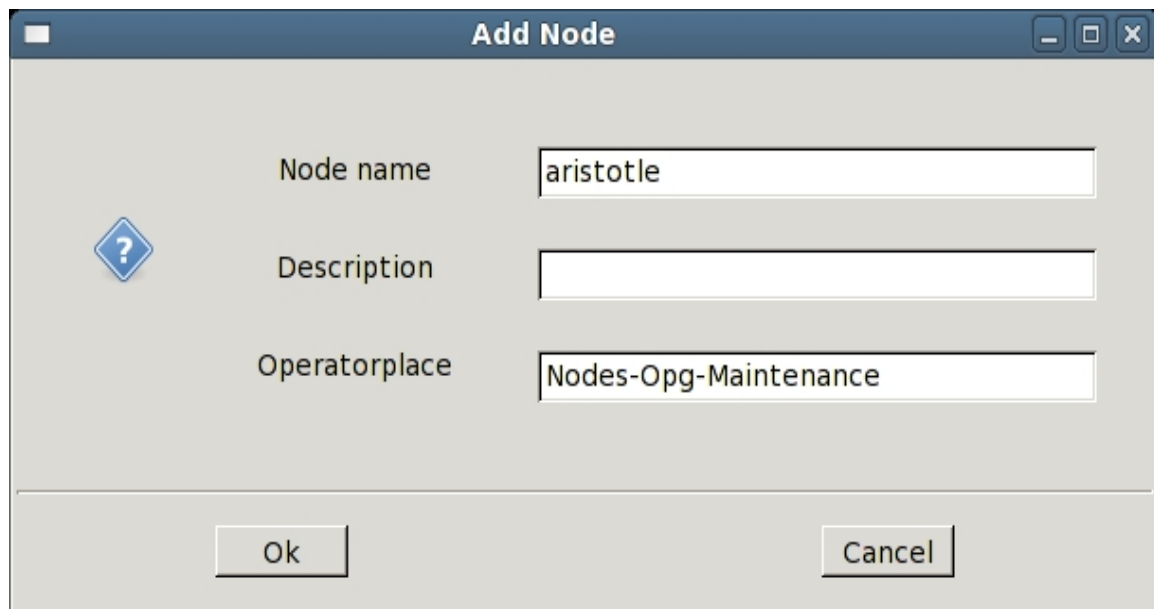 Add Node
Node name aristotle
?
Description
Operatorplace Nodes-Opg-Maintenance
Ok Cancel